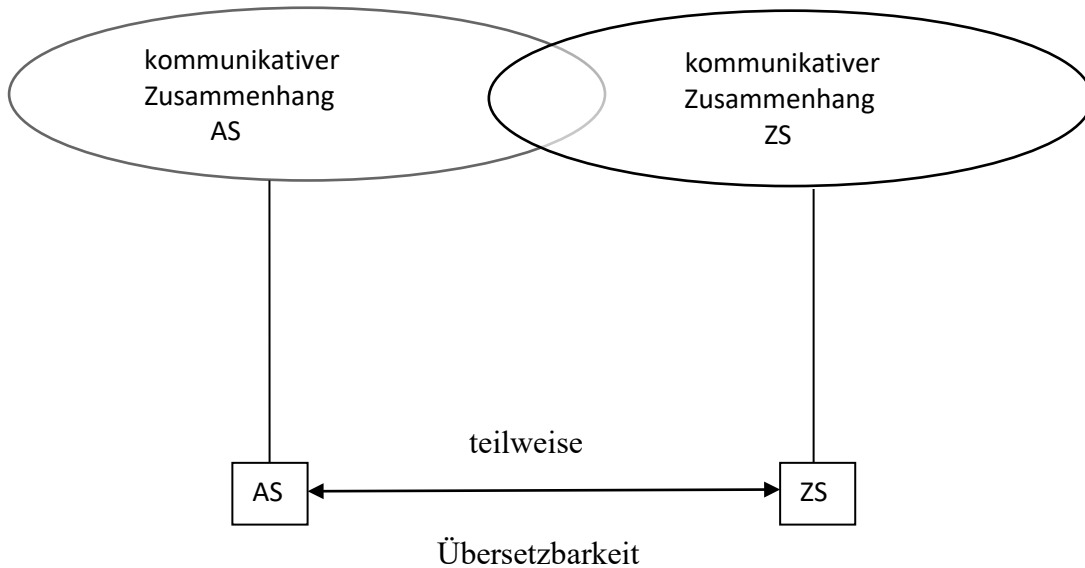 kommunikativer
Zusammenhang
AS
kommunikativer
Zusammenhang
ZS
teilweise
AS
ZS
Übersetzbarkeit